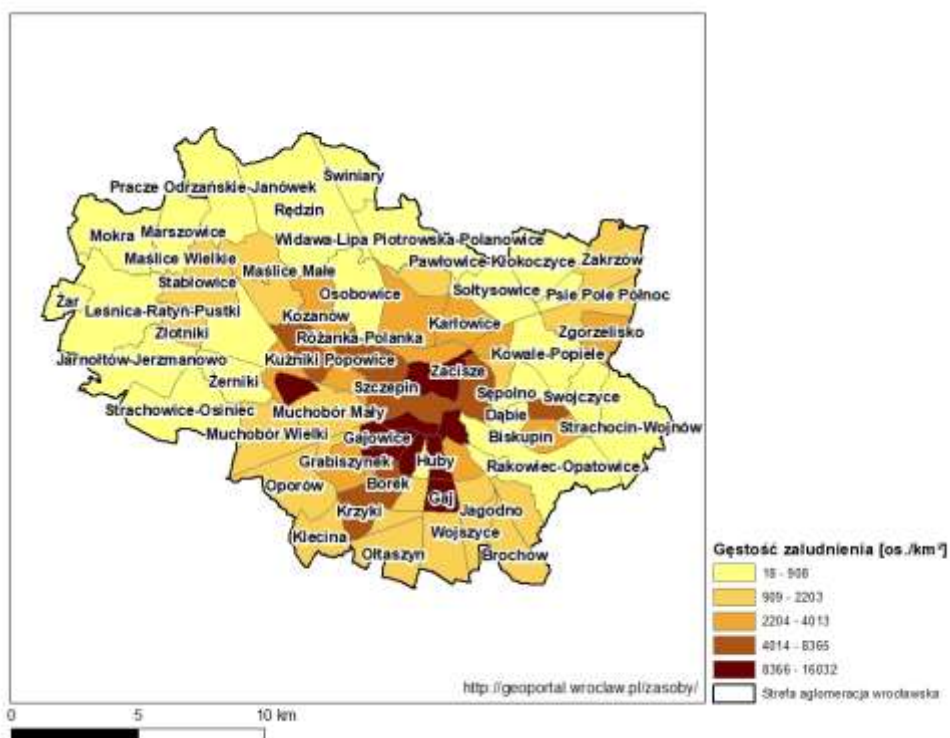 Świniary
Pracze Odrzańskie-Janówek
Rędzin
Mokra
Marszowice
Widawa-Lipa Piotrowska-Polanowice
Maślice Wielkie
Maślice Małe
Pawłowice-Kłokoczyce
Zakrzów
Stabłowice
Osobowice
Sołtysowice
Psie Pole Północ
Żar
Leśnica-Ratyń-Pustki
Kozanów
Karłowice
Zgorzelisko
Złotniki
Różanka-Polanka
Jarnołtów-Jerzmanowo
Kuźniki
Popowice
Kowale-Popiele
Żerniki
Szczepin
Zacisze
Sępolno
Swojczyce
Strachowice-Osiniec
Muchobór Mały
Dąbie
Strachocin-Wojnów
Muchobór Wielki
Gajowice
Biskupin
Grabiszynek
Huby
Rakowiec-Opatowice
Oporów
Borek
Gaj
Krzyki
Jagodno
Klecina
Wojszyce
Ołtaszyn
Brochów
Gęstość zaludnienia [os./km²]
18 - 908
909 - 2203
2204 - 4013
4014 - 8365
8366 - 16032
Strefa aglomeracja wrocławska
http://geoportal.wroclaw.pl/zasoby/
0 5 10 km